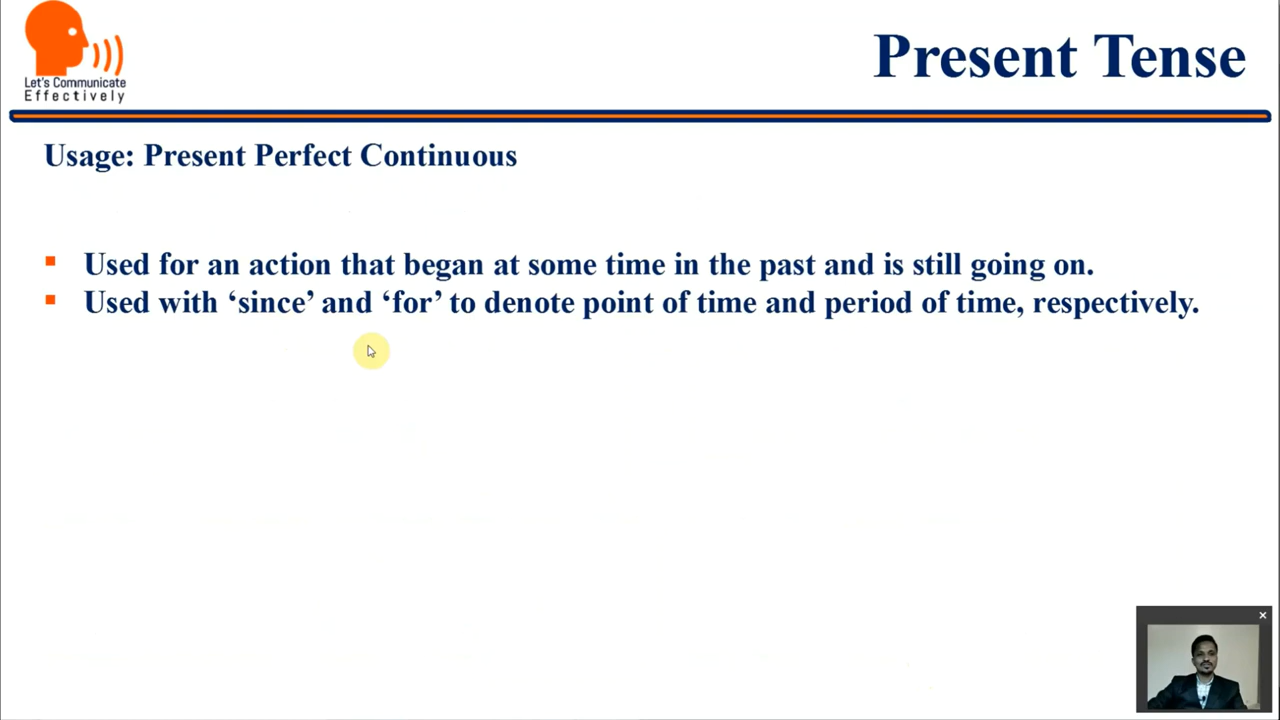 Let's Communicate
Effectively
Present Tense
Usage: Present Perfect Continuous
▪ Used for an action that began at some time in the past and is still going on.
▪ Used with ‘since’ and ‘for’ to denote point of time and period of time, respectively.